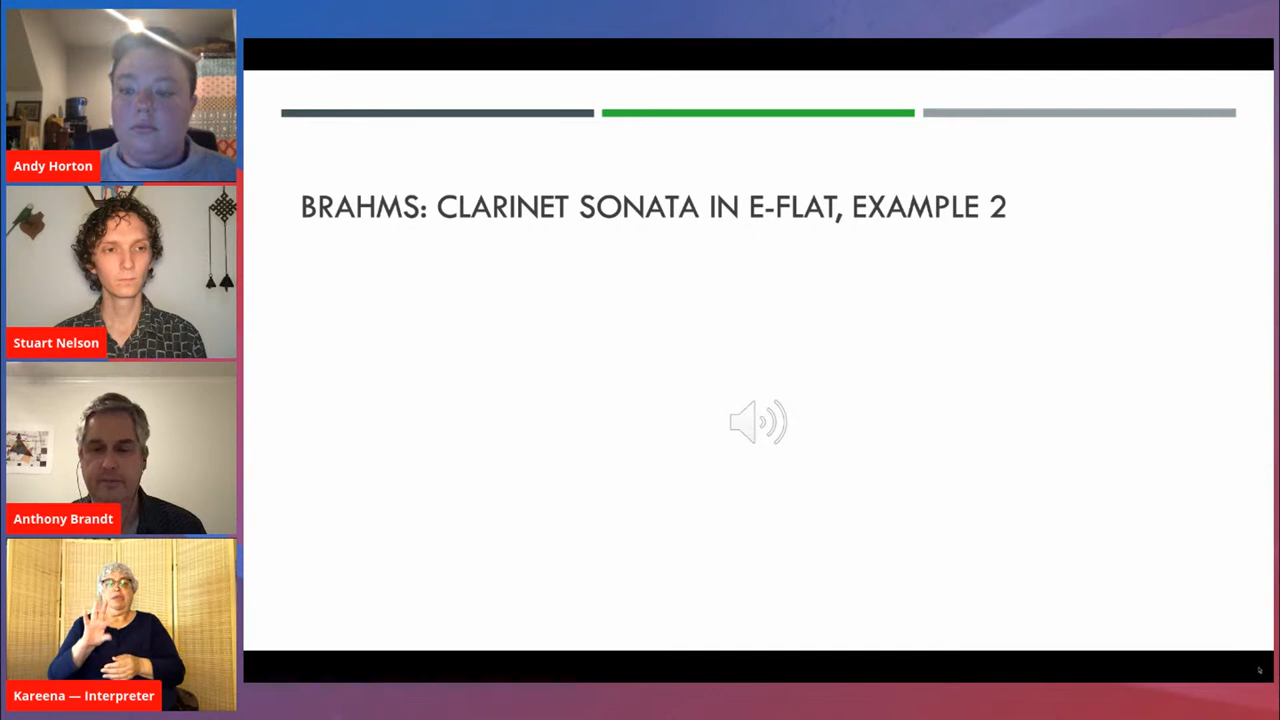 Andy Horton
Stuart Nelson
Anthony Brandt
Kareena — Interpreter
BRAHMS: CLARINET SONATA IN E-FLAT, EXAMPLE 2